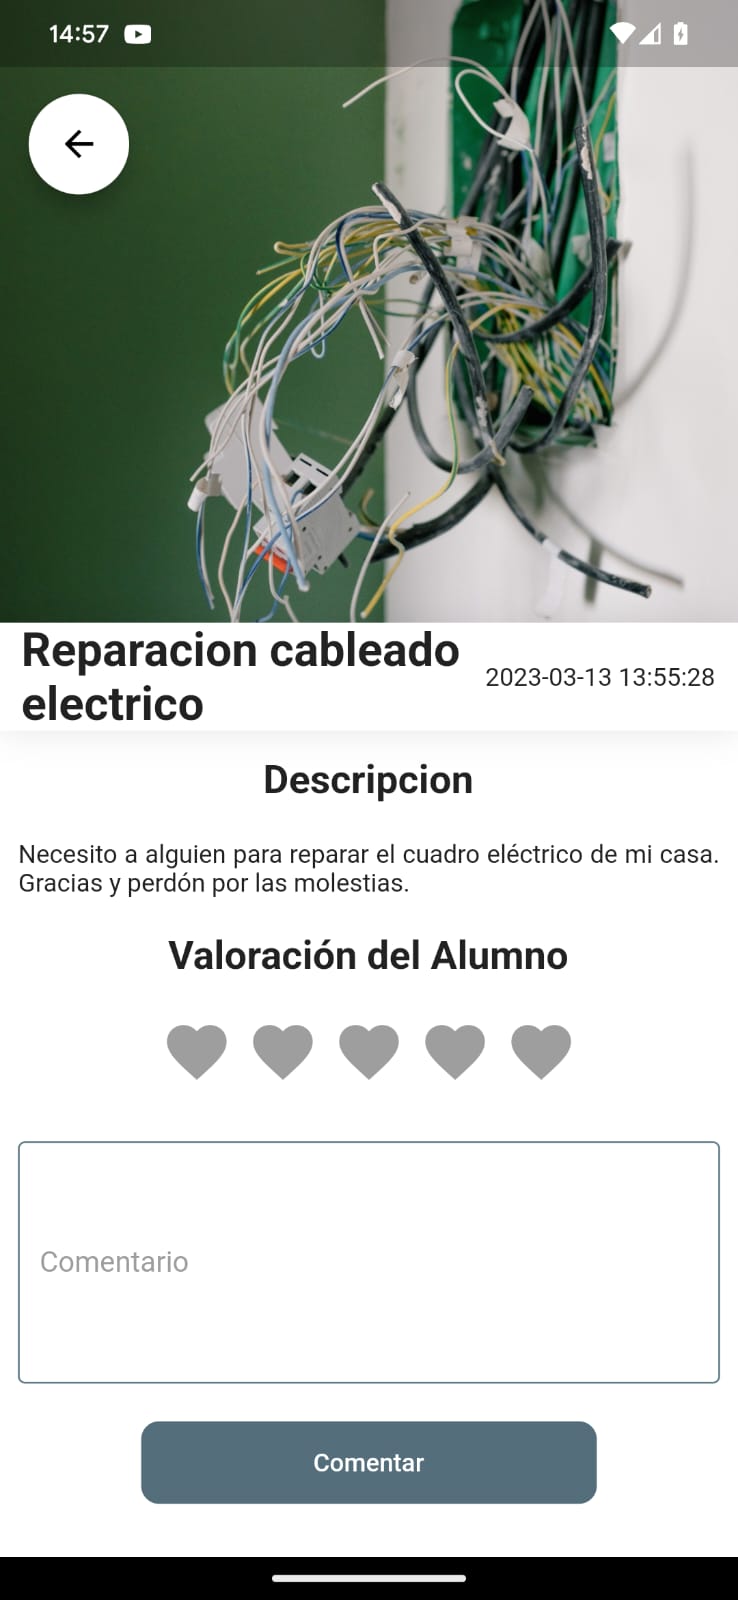 14:57
Reparacion cableado
electrico
2023-03-13 13:55:28
Descripcion
Necesito a alguien para reparar el cuadro eléctrico de mi casa.
Gracias y perdón por las molestias.
Valoración del Alumno
Comentario
Comentar